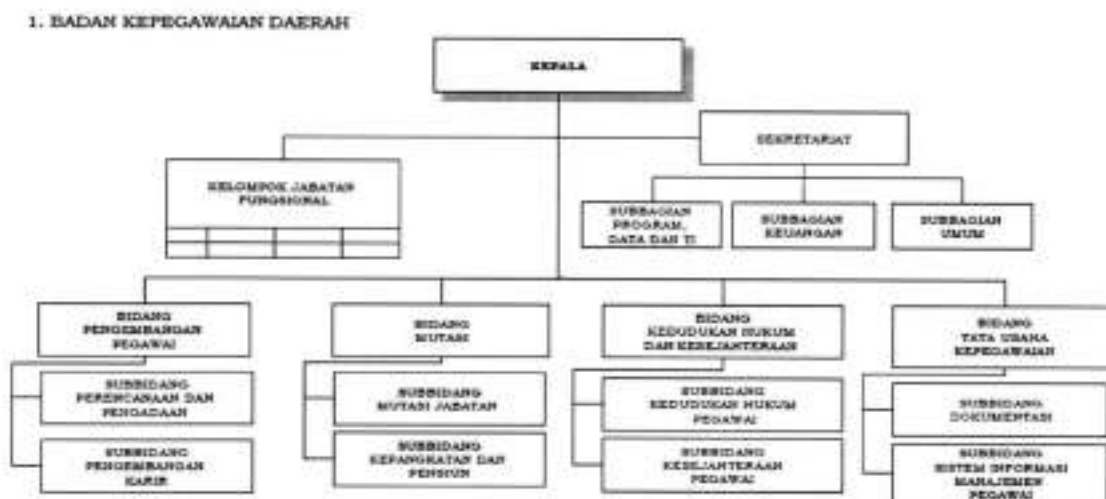 1. BADAN KEPEGAWAIAN DAERAH
KEPALA
SEKRETARIAT
KELOMPOK JABATAN
FUNGSIONAL
SUBBAGIAN
PROGRAM,
DATA DAN TI
SUBBAGIAN
KEUANGAN
SUBBAGIAN
UMUM
BIDANG
PENGEMBANGAN
PEGAWAI
BIDANG
MUTASI
BIDANG
KEDUDUKAN HUKUM
DAN KESEJAHTERAAN
BIDANG
TATA USAHA
KEPEGAWAIAN
SUBBIDANG
PERENCANAAN DAN
PENGADAAN
SUBBIDANG
MUTASI JABATAN
SUBBIDANG
KEDUDUKAN HUKUM
PEGAWAI
SUBBIDANG
DOKUMENTASI
SUBBIDANG
PENGEMBANGAN
KARIR
SUBBIDANG
KEPANGKATAN DAN
PENSIUN
SUBBIDANG
KESEJAHTERAAN
PEGAWAI
SUBBIDANG
SISTEM INFORMASI
MANAJEMEN
PEGAWAI